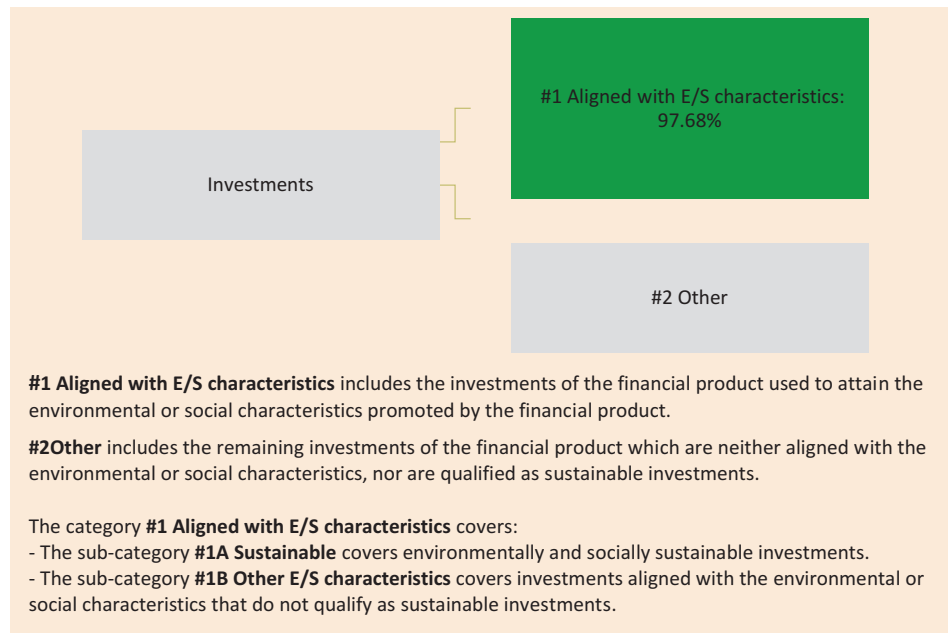 #1 Aligned with E/S characteristics:
97.68%
Investments
#2 Other
#1 Aligned with E/S characteristics includes the investments of the financial product used to attain the
environmental or social characteristics promoted by the financial product.
#2Other includes the remaining investments of the financial product which are neither aligned with the
environmental or social characteristics, nor are qualified as sustainable investments.
The category #1 Aligned with E/S characteristics covers:
- The sub-category #1A Sustainable covers environmentally and socially sustainable investments.
- The sub-category #1B Other E/S characteristics covers investments aligned with the environmental or
social characteristics that do not qualify as sustainable investments.